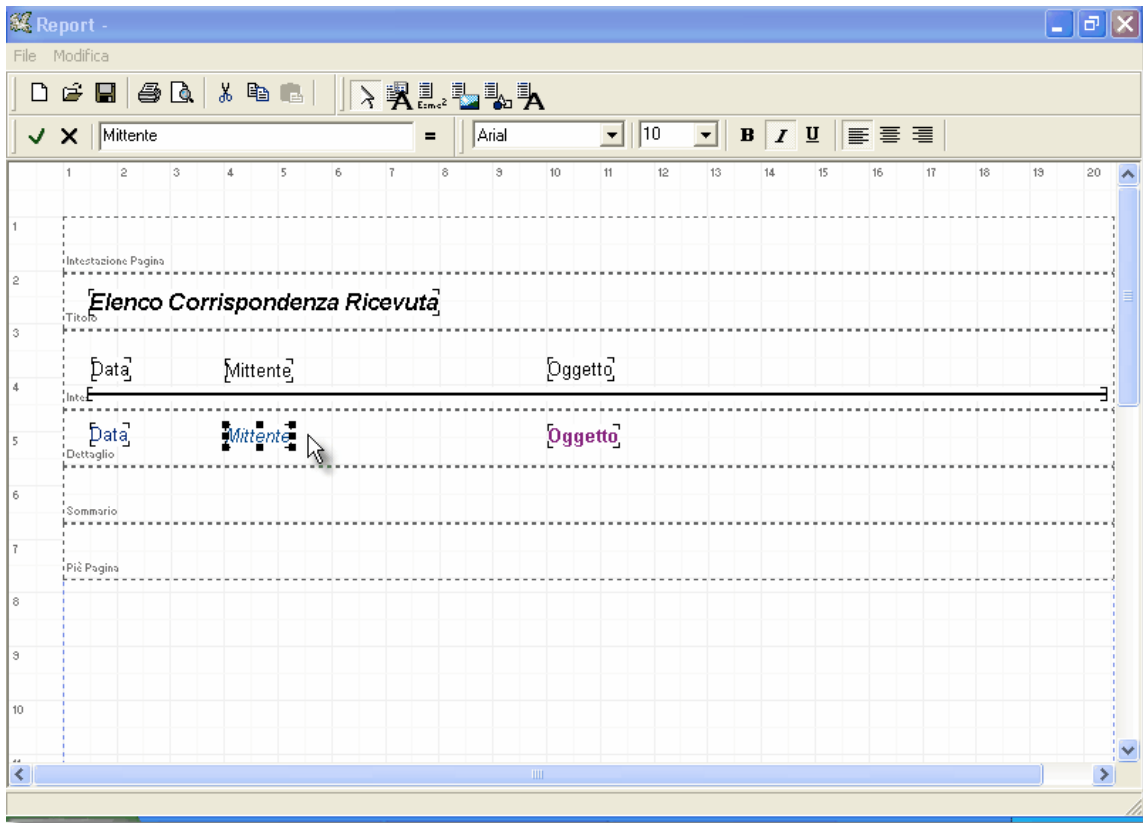 Report -
File Modifica
Esmc²
Mittente = Arial 10 B I U
1 2 3 4 5 6 7 8 9 10 11 12 13 14 15 16 17 18 19 20
1
Intestazione Pagina
2
Elenco Corrispondenza Ricevuta
Titolo
3
Data Mittente Oggetto
4
Intes
Data Mittente Oggetto
5
Dettaglio
6
Sommario
7
Piè Pagina
8
9
10